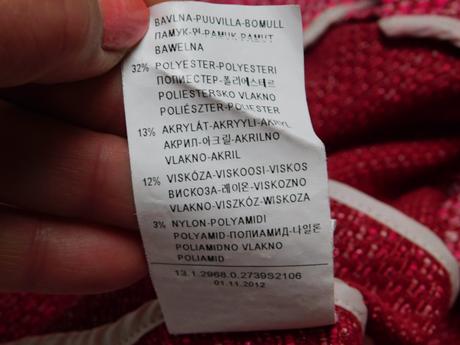 BAVLNA-PUUVILLA-BOMULL
ПАМУК-면-PAMUK-PAMUT
BAWEŁNA
32% POLYESTER-POLYESTERI
ПОЛИЕСТЕР-폴리에스테르
POLIESTERSKO VLAKNO
POLIÉSZTER-POLIESTER
13% AKRYLÁT-AKRYYLI-AKRYL
АКРИЛ-아크릴-AKRILNO
VLAKNO-AKRIL
12% VISKÓZA-VISKOOSI-VISKOS
ВИСКОЗА-레이온-VISKOZNO
VLAKNO-VISZKÓZ-WISKOZA
3% NYLON-POLYAMIDI
POLYAMID-ПОЛИАМИД-나일론
POLIAMIDNO VLAKNO
POLIAMID
13.1.2968.0.2739S2106
01.11.2012